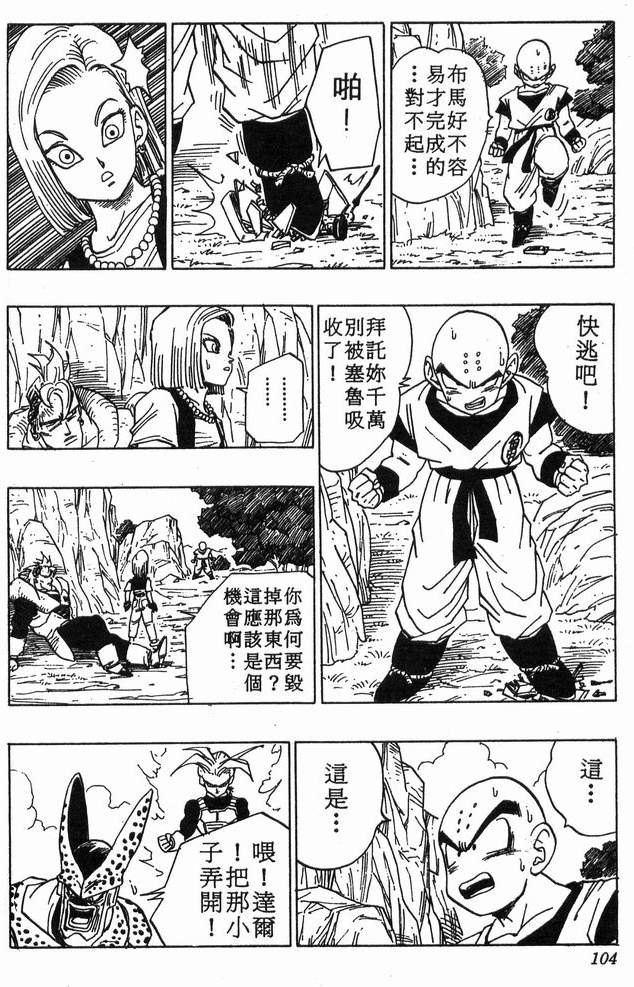 布馬好不容
易才完成的
…對不起…
啪！
快逃吧！
拜託妳千萬
別被塞魯吸
收了！
……
你爲何要毀
掉那東西？
這應該是個
機會啊…
這…
這是…
喂！達爾
！把那小
子弄開！
104